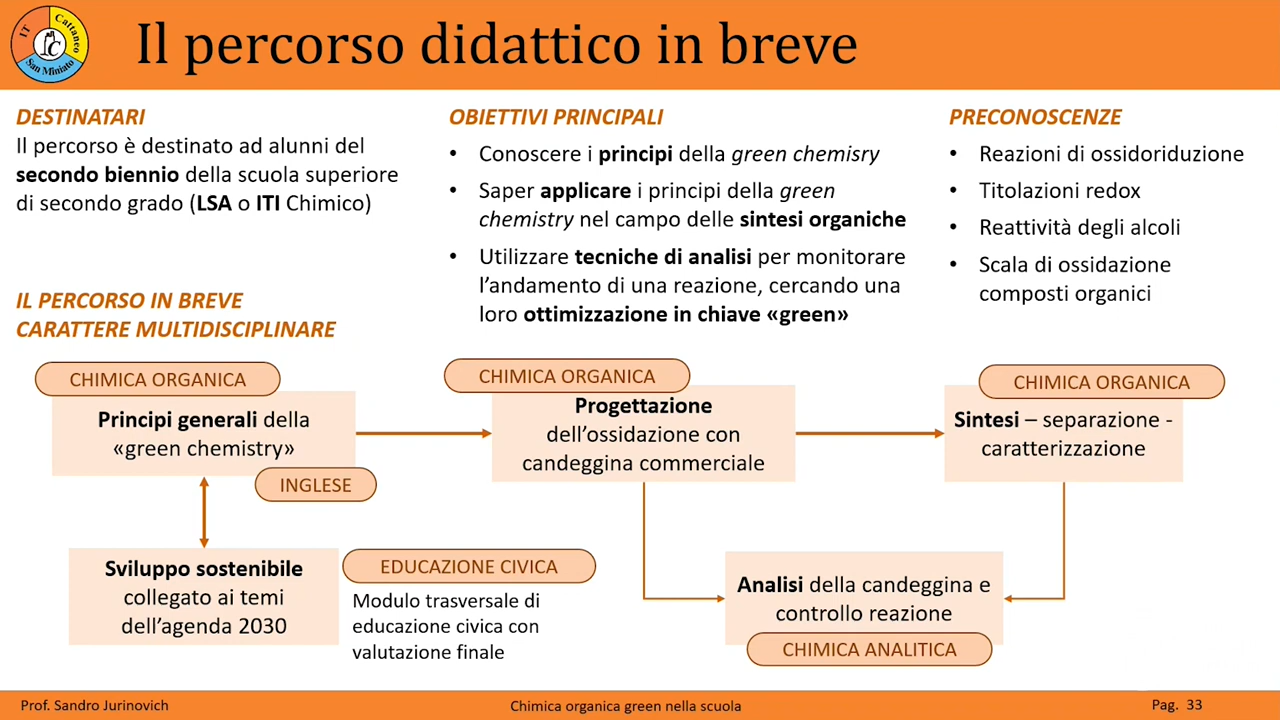 IT
Cattaneo
San Miniato
Il percorso didattico in breve
DESTINATARI
Il percorso è destinato ad alunni del
secondo biennio della scuola superiore
di secondo grado (LSA o ITI Chimico)
OBIETTIVI PRINCIPALI
• Conoscere i principi della green chemisry
• Saper applicare i principi della green
chemistry nel campo delle sintesi organiche
• Utilizzare tecniche di analisi per monitorare
l'andamento di una reazione, cercando una
loro ottimizzazione in chiave «green»
PRECONOSCENZE
• Reazioni di ossidoriduzione
• Titolazioni redox
• Reattività degli alcoli
• Scala di ossidazione
composti organici
IL PERCORSO IN BREVE
CARATTERE MULTIDISCIPLINARE
CHIMICA ORGANICA
Principi generali della
«green chemistry»
INGLESE
CHIMICA ORGANICA
Progettazione
dell'ossidazione con
candeggina commerciale
CHIMICA ORGANICA
Sintesi – separazione -
caratterizzazione
Sviluppo sostenibile
collegato ai temi
dell'agenda 2030
EDUCAZIONE CIVICA
Modulo trasversale di
educazione civica con
valutazione finale
Analisi della candeggina e
controllo reazione
CHIMICA ANALITICA
Prof. Sandro Jurinovich
Chimica organica green nella scuola
Pag. 33